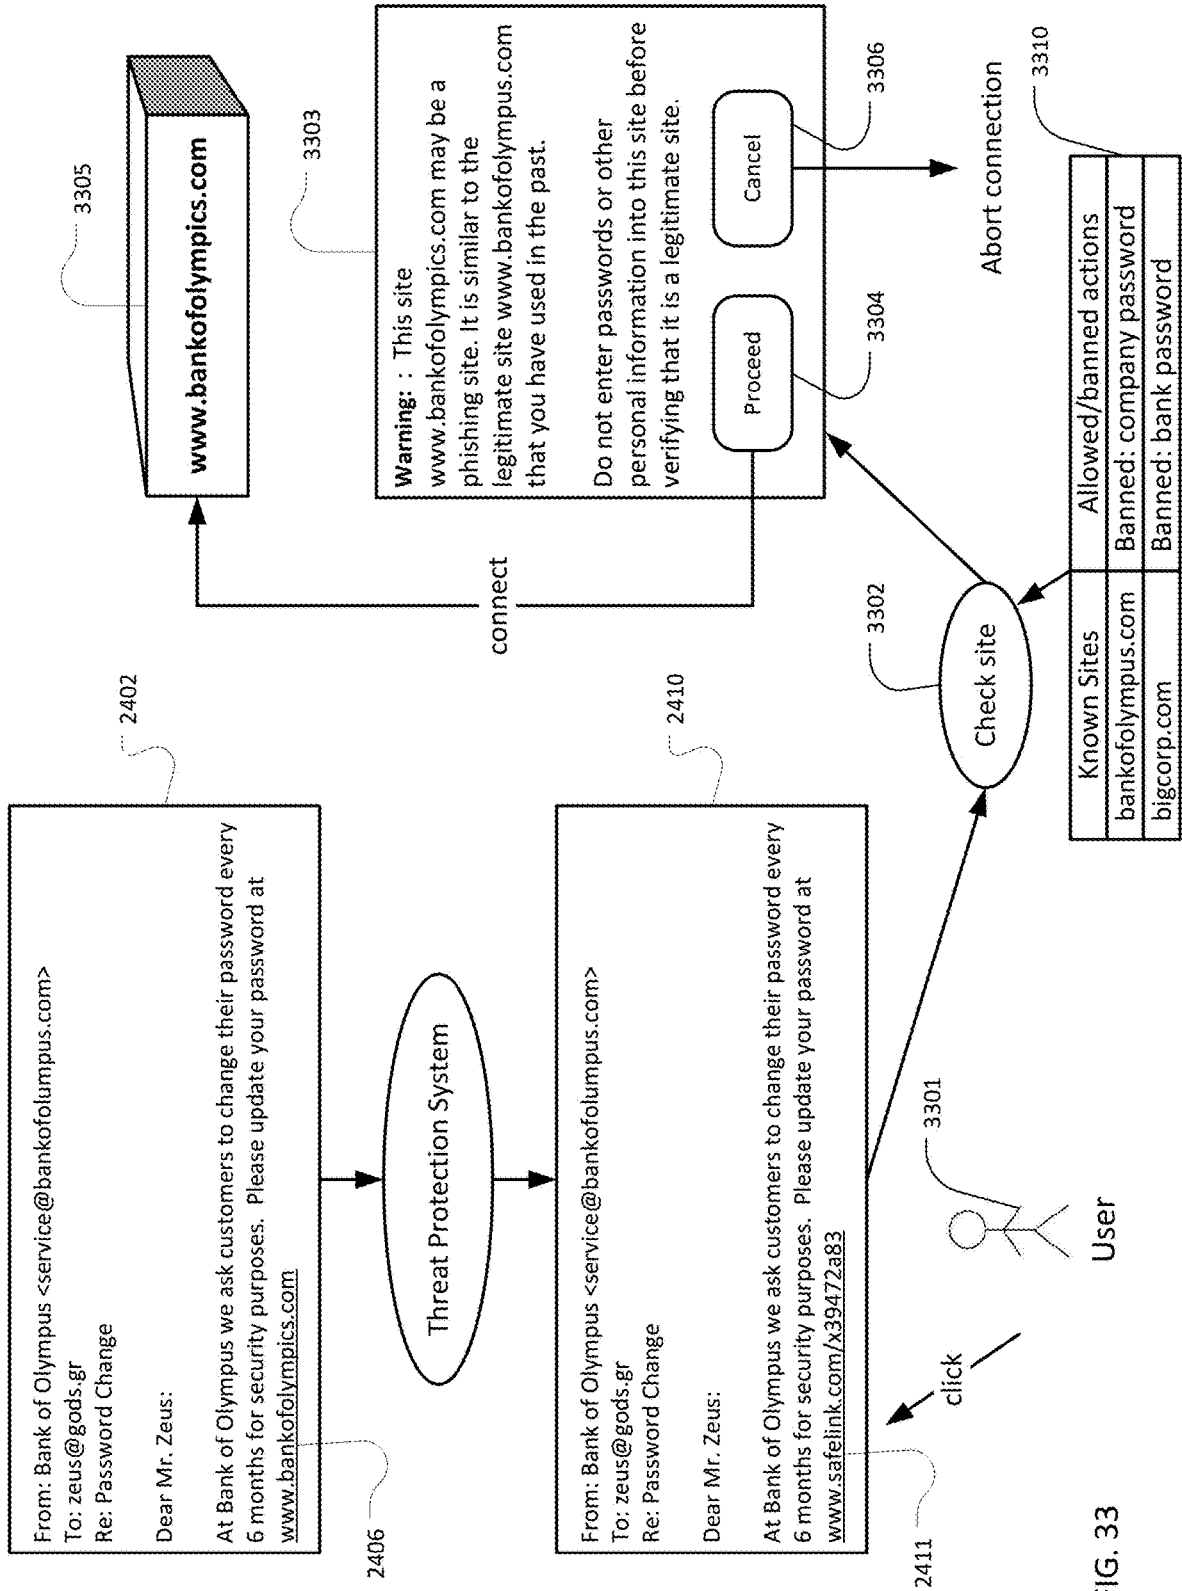 2402
From: Bank of Olympus <service@bankofolumpus.com>
To: zeus@gods.gr
Re: Password Change
Dear Mr. Zeus:
At Bank of Olympus we ask customers to change their password every
6 months for security purposes. Please update your password at
www.bankofolympics.com
2406
Threat Protection System
2410
From: Bank of Olympus <service@bankofolumpus.com>
To: zeus@gods.gr
Re: Password Change
Dear Mr. Zeus:
At Bank of Olympus we ask customers to change their password every
6 months for security purposes. Please update your password at
www.safelink.com/x39472a83
2411
click
3301
User
3305
www.bankofolympics.com
connect
3303
Warning: : This site
www.bankofolympics.com may be a
phishing site. It is similar to the
legitimate site www.bankofolympus.com
that you have used in the past.
Do not enter passwords or other
personal information into this site before
verifying that it is a legitimate site.
Proceed
Cancel
3304
3306
3302
Check site
Abort connection
3310
Known Sites
Allowed/banned actions
bankofolympus.com
Banned: company password
bigcorp.com
Banned: bank password
FIG. 33